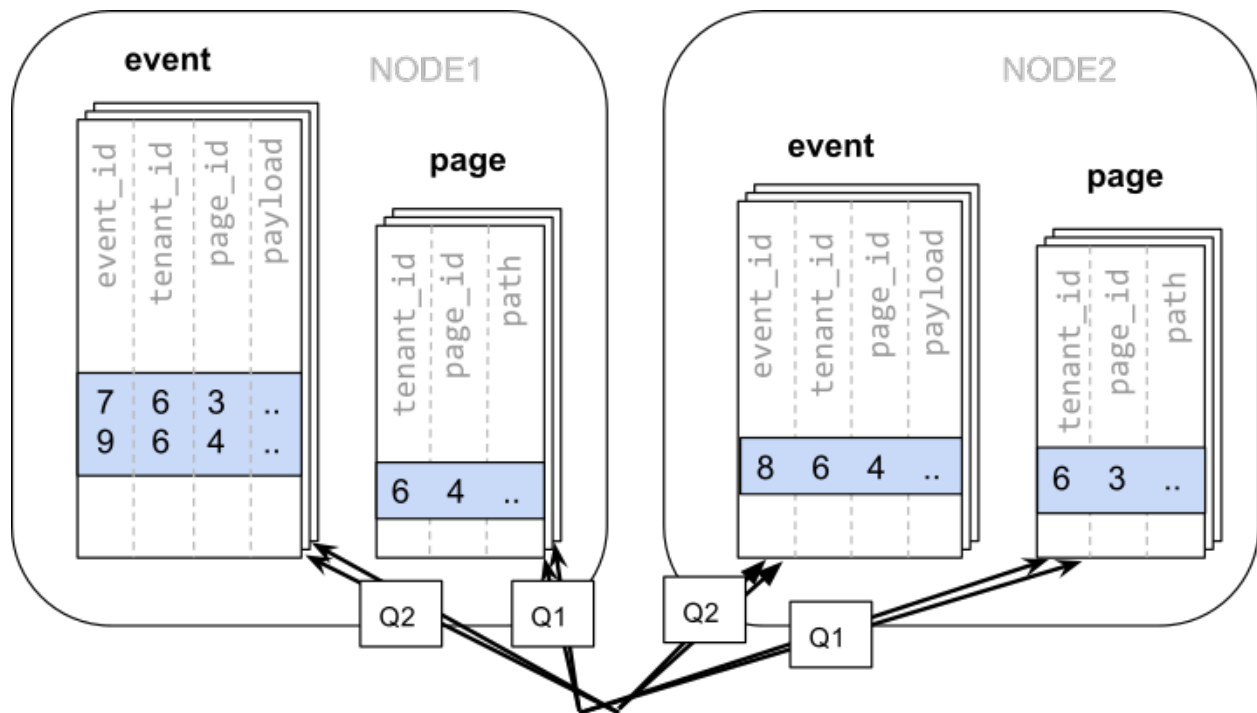 event
NODE1
page
event_id
tenant_id
page_id
payload
7 6 3 ..
9 6 4 ..
tenant_id
page_id
path
6 4 ..
NODE2
event
page
event_id
tenant_id
page_id
payload
8 6 4 ..
tenant_id
page_id
path
6 3 ..
Q2
Q1
Q2
Q1